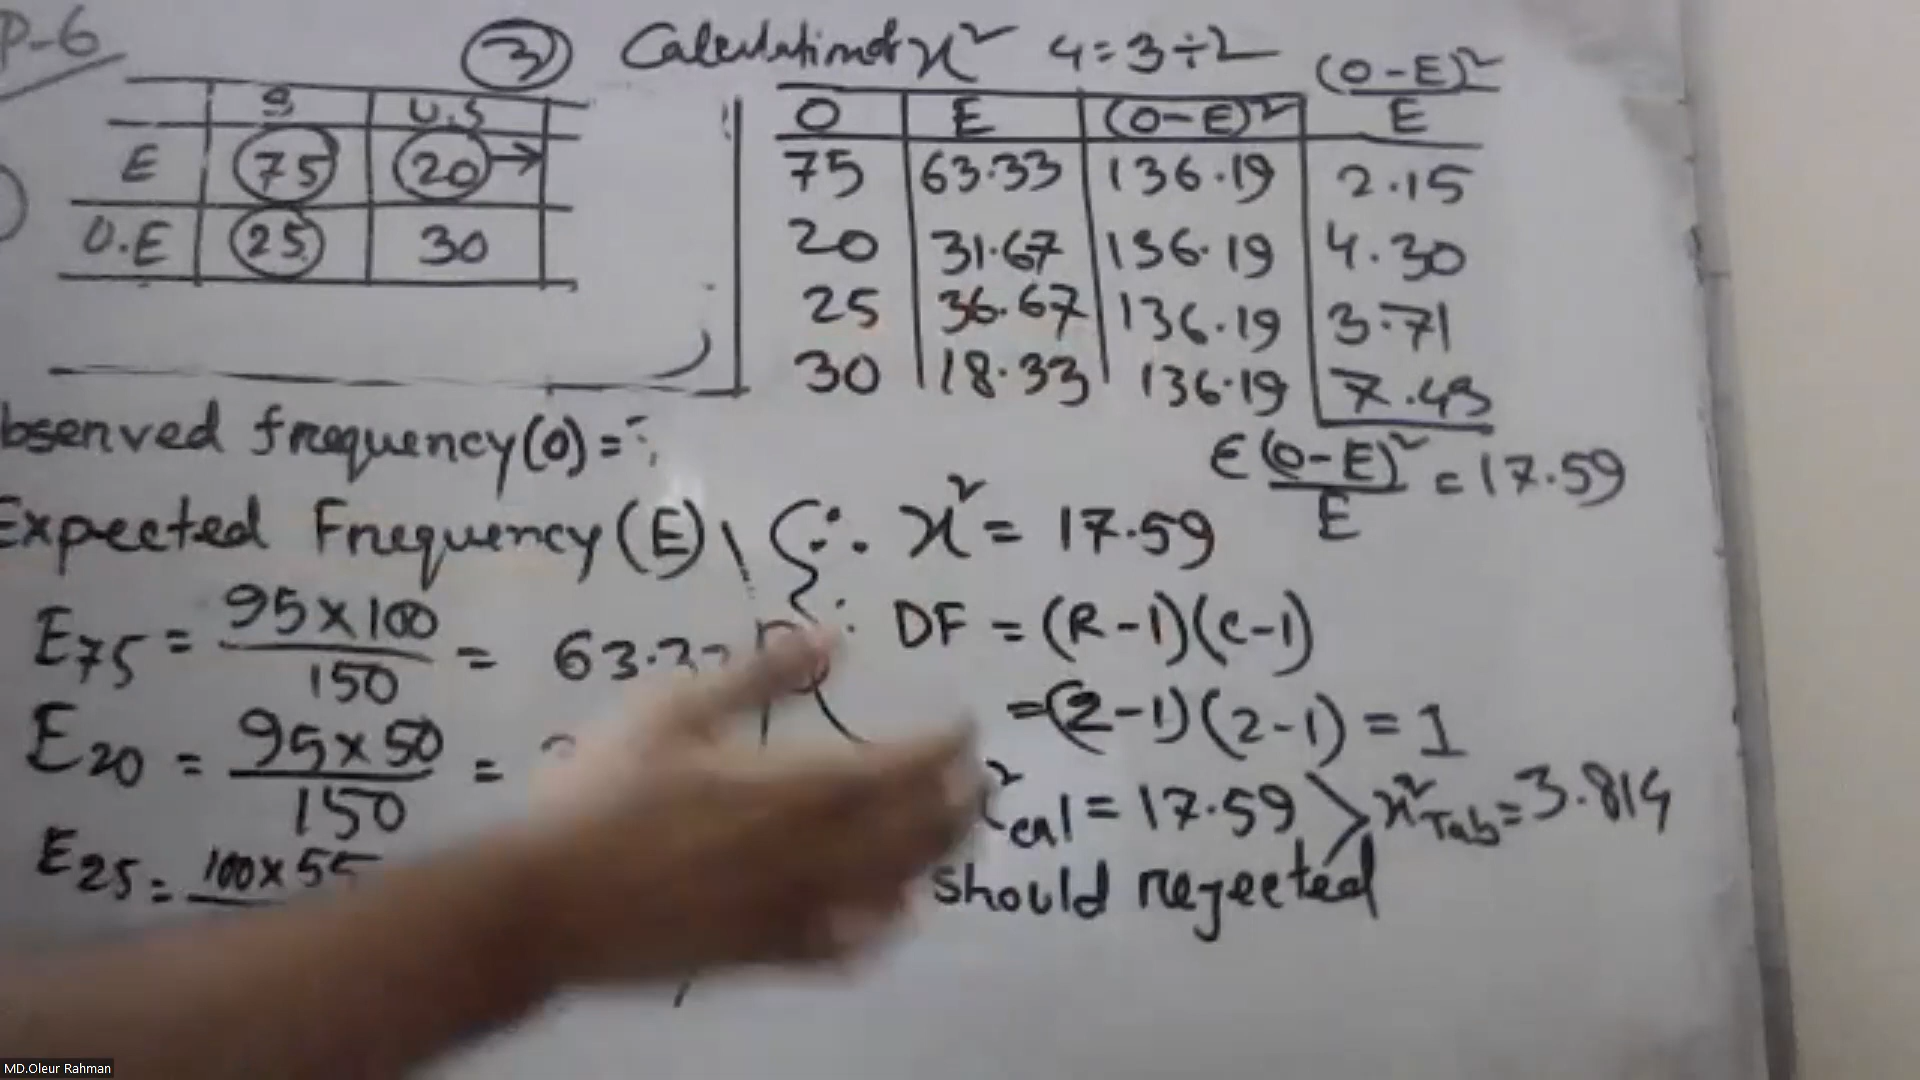 P-6
S U.S
E 75 20
U.E 25 30
bserved frequency(O)=
Expected Frequency(E)
E75 = 95×100 / 150 = 63.33
E20 = 95×50 / 150 =
E25 = 100×55
3 Calculation of x² 4=3÷2
O E (O-E)² (O-E)²/E
75 63.33 136.19 2.15
20 31.67 136.19 4.30
25 36.67 136.19 3.71
30 18.33 136.19 7.43
Є(O-E)²/E = 17.59
∴ x² = 17.59
DF = (R-1)(C-1)
=(2-1)(2-1) = 1
²cal = 17.59 > x²Tab = 3.814
should rejected
MD.Oleur Rahman